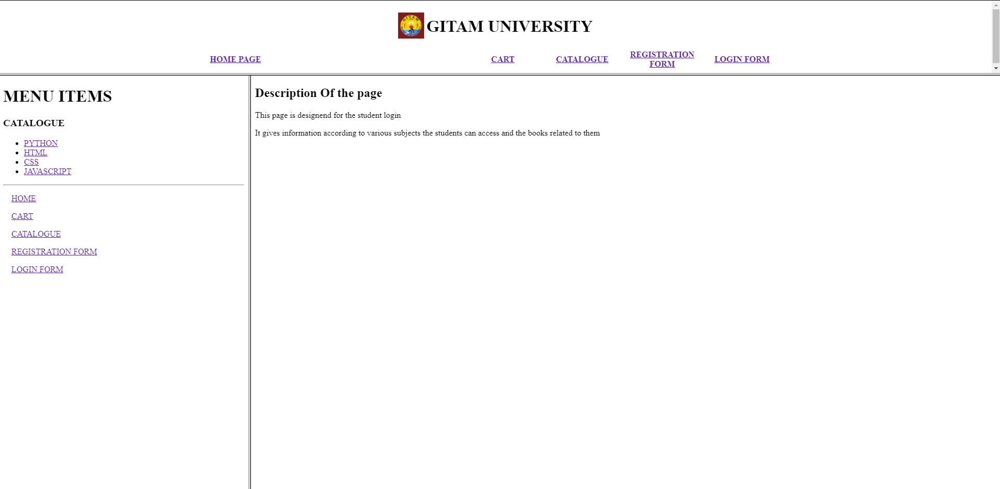 GITAM
GITAM UNIVERSITY
HOME PAGE CART CATALOGUE REGISTRATION FORM LOGIN FORM
MENU ITEMS
CATALOGUE
PYTHON
HTML
CSS
JAVASCRIPT
HOME
CART
CATALOGUE
REGISTRATION FORM
LOGIN FORM
Description Of the page
This page is designend for the student login
It gives information according to various subjects the students can access and the books related to them